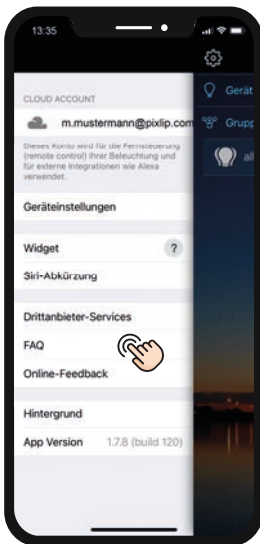 13:35
CLOUD ACCOUNT
m.mustermann@pixlip.com
Dieses Konto wird für die Fernsteuerung
(remote control) Ihrer Beleuchtung und
für externe Integrationen wie Alexa
verwendet.
Geräteinstellungen
Widget ?
Siri-Abkürzung
Drittanbieter-Services
FAQ
Online-Feedback
Hintergrund
App Version 1.7.8 (build 120)
Gerät
Grupp
all